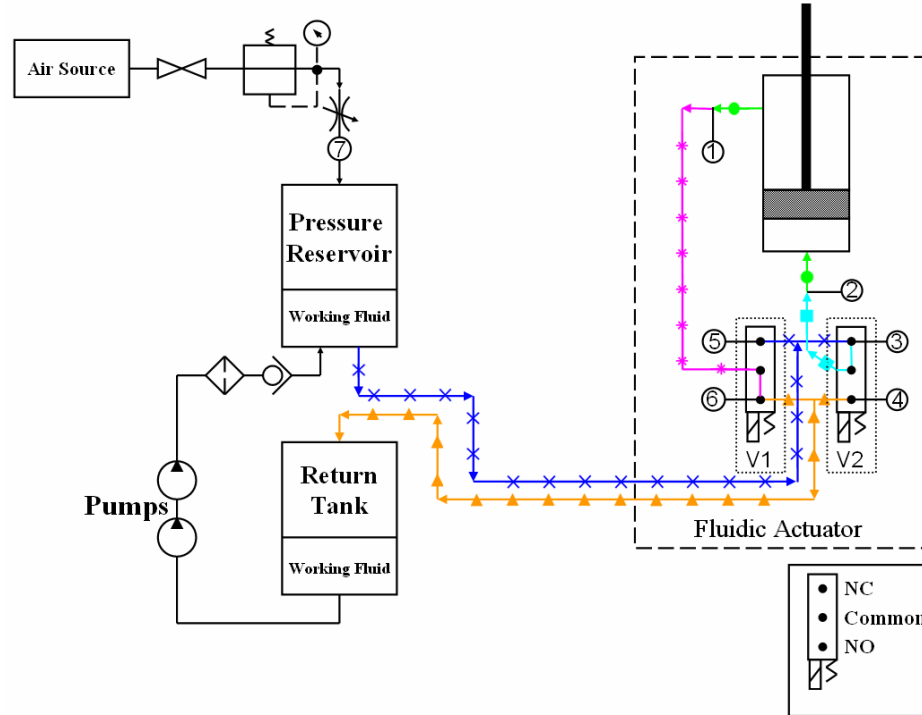 Air Source
7
Pressure
Reservoir
Working Fluid
Return
Tank
Working Fluid
Pumps
1
2
5
3
6
4
V1
V2
Fluidic Actuator
NC
Common
NO